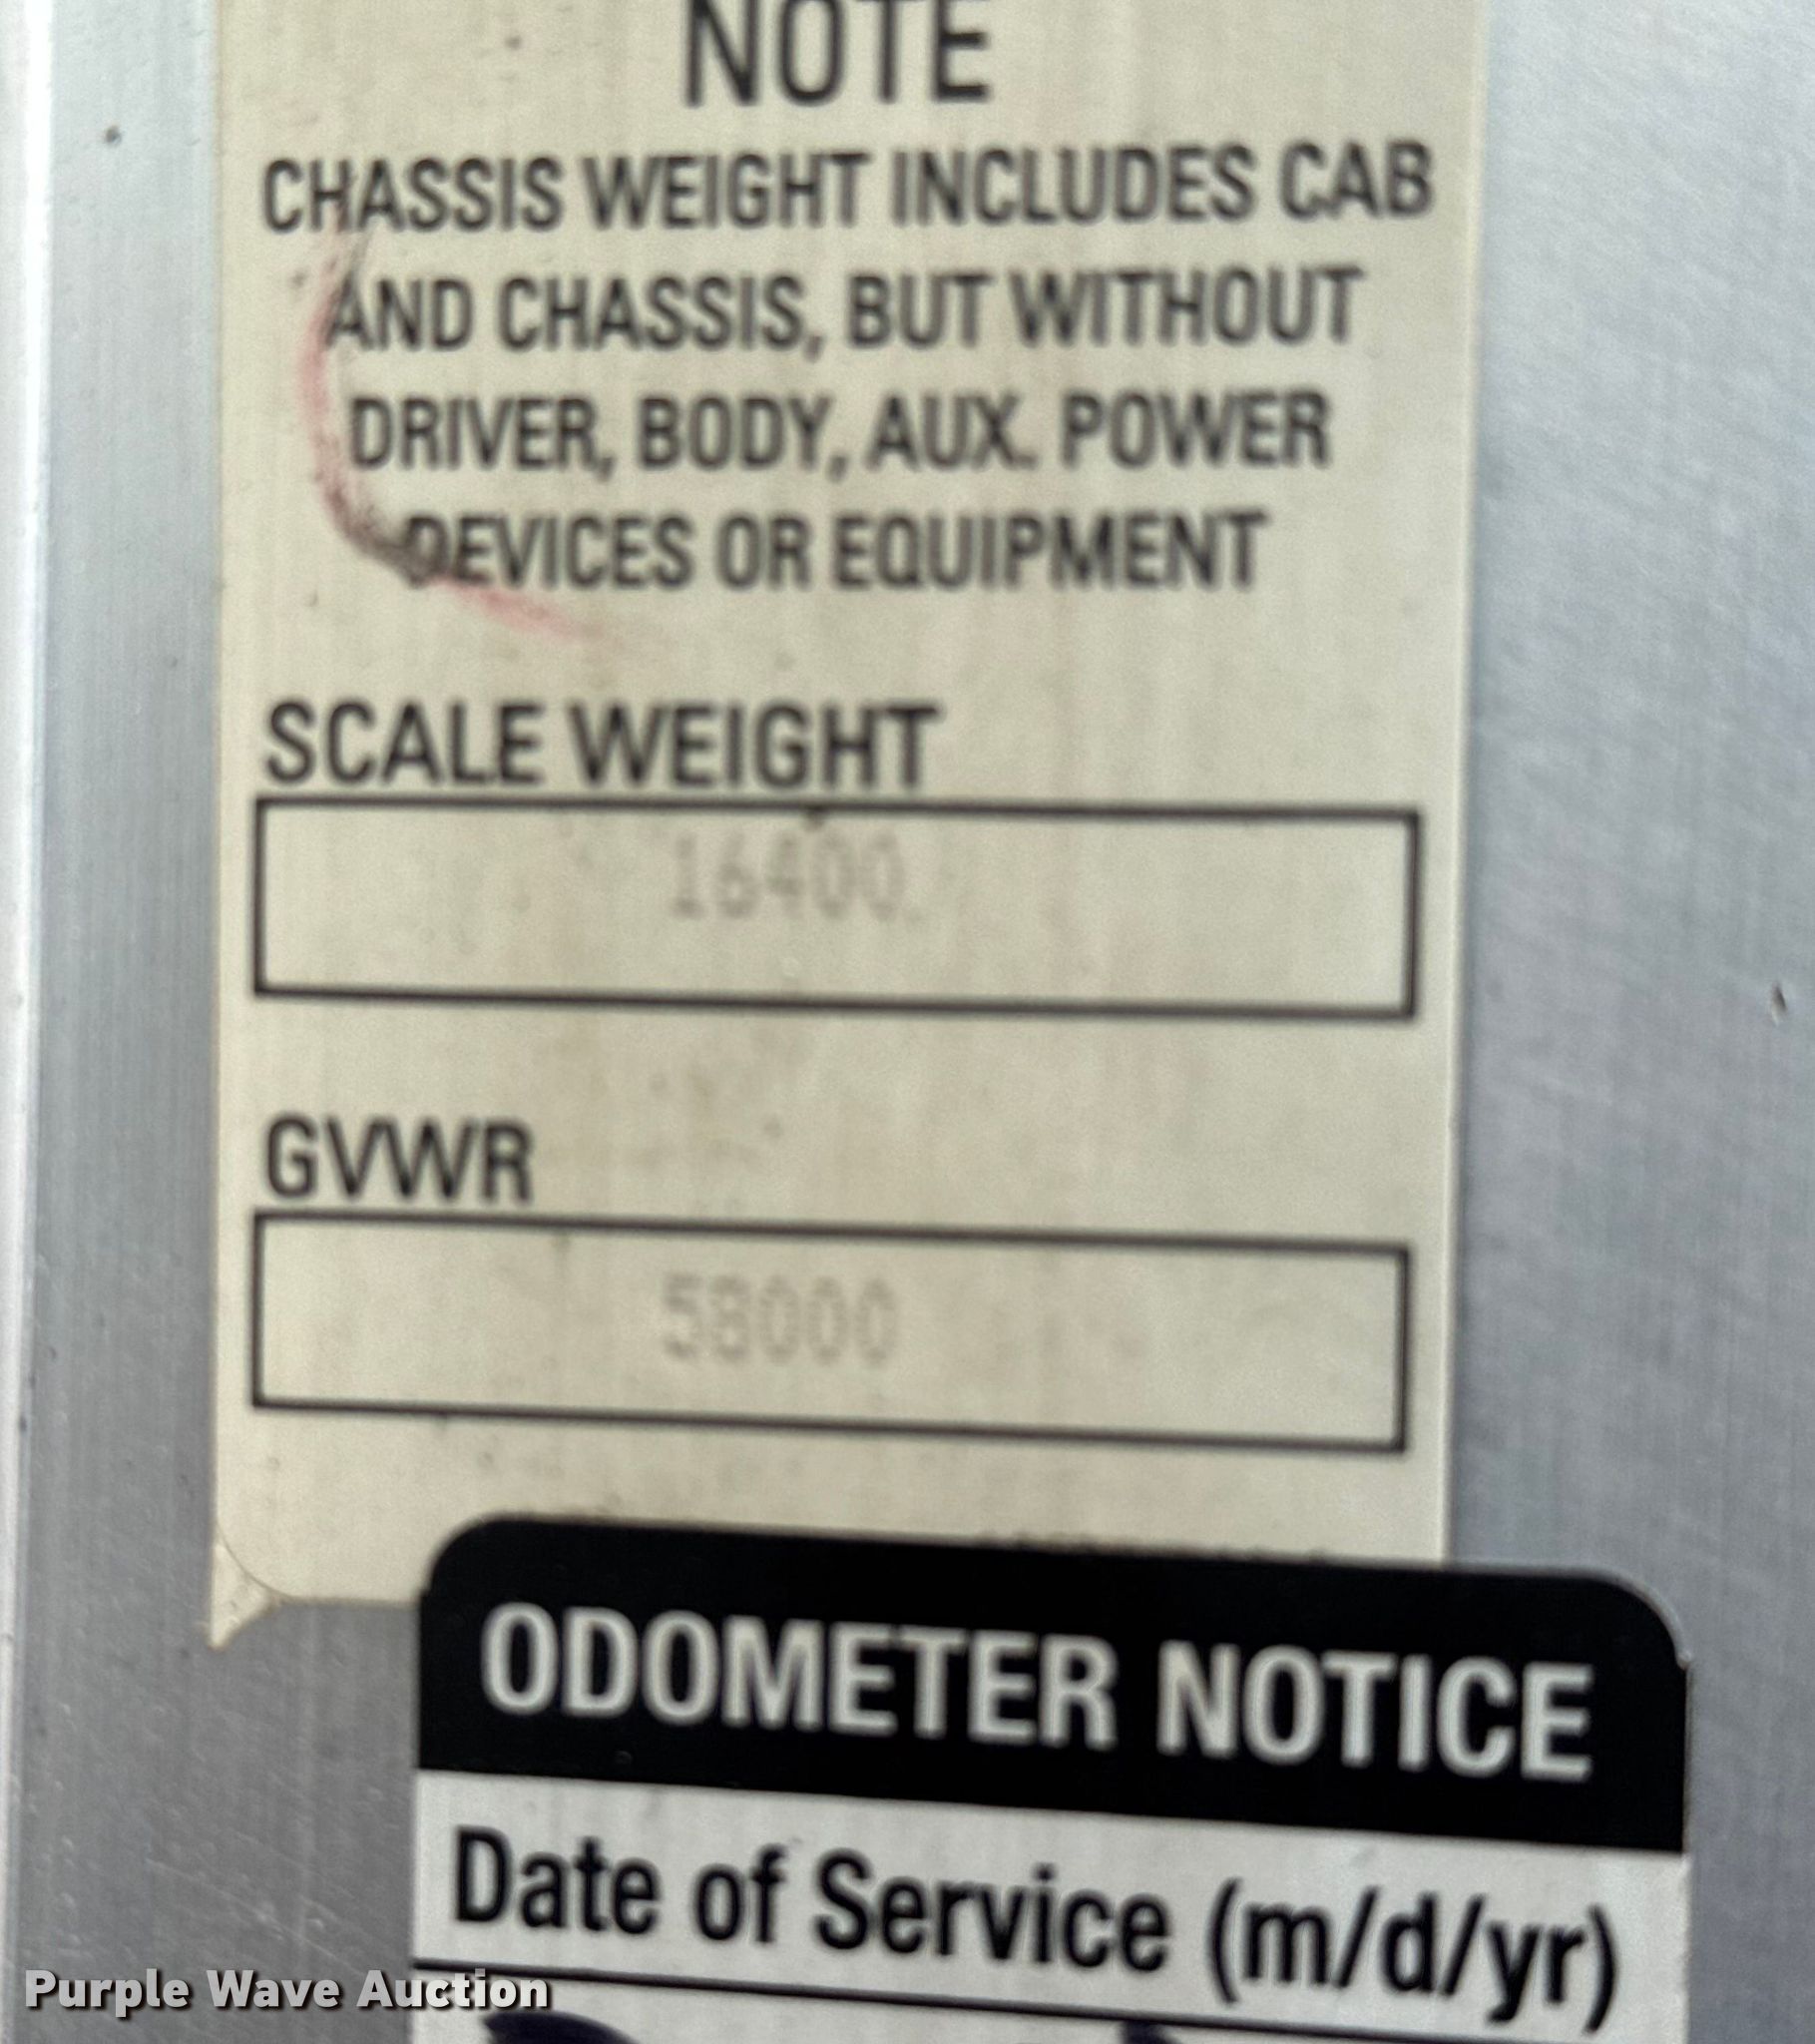 NOTE
CHASSIS WEIGHT INCLUDES CAB
AND CHASSIS, BUT WITHOUT
DRIVER, BODY, AUX. POWER
DEVICES OR EQUIPMENT
SCALE WEIGHT
16400
GVWR
58000
ODOMETER NOTICE
Date of Service (m/d/yr)
Purple Wave Auction